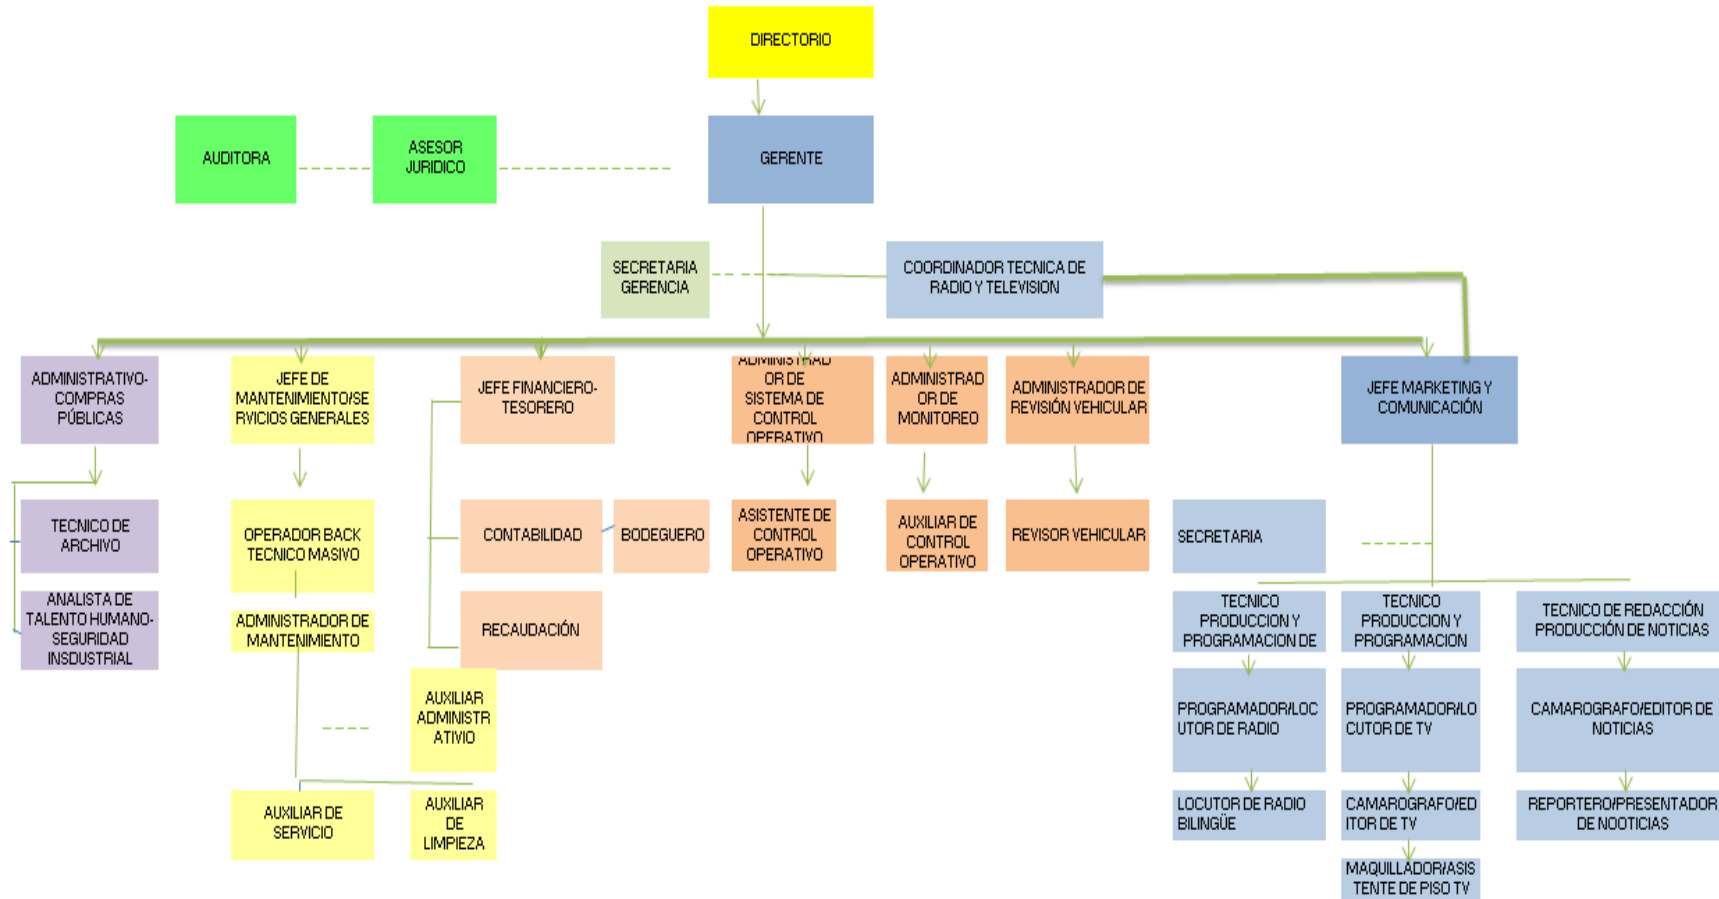 DIRECTORIO
AUDITORA
ASESOR
JURIDICO
GERENTE
SECRETARIA
GERENCIA
COORDINADOR TECNICA DE
RADIO Y TELEVISION
ADMINISTRATIVO-
COMPRAS
PÚBLICAS
JEFE DE
MANTENIMIENTO/SE
RVICIOS GENERALES
JEFE FINANCIERO-
TESORERO
ADMINISTRAD
OR DE
SISTEMA DE
CONTROL
OPERATIVO
ADMINISTRAD
OR DE
MONITOREO
ADMINISTRADOR DE
REVISIÓN VEHICULAR
JEFE MARKETING Y
COMUNICACIÓN
TECNICO DE
ARCHIVO
OPERADOR BACK
TECNICO MASIVO
CONTABILIDAD
BODEGUERO
ASISTENTE DE
CONTROL
OPERATIVO
AUXILIAR DE
CONTROL
OPERATIVO
REVISOR VEHICULAR
SECRETARIA
ANALISTA DE
TALENTO HUMANO-
SEGURIDAD
INSDUSTRIAL
ADMINISTRADOR DE
MANTENIMIENTO
RECAUDACIÓN
TECNICO
PRODUCCION Y
PROGRAMACION DE
TECNICO
PRODUCCION Y
PROGRAMACION
TECNICO DE REDACCIÓN
PRODUCCIÓN DE NOTICIAS
AUXILIAR
ADMINISTR
ATIVIO
PROGRAMADOR/LOC
UTOR DE RADIO
PROGRAMADOR/LO
CUTOR DE TV
CAMAROGRAFO/EDITOR DE
NOTICIAS
AUXILIAR DE
SERVICIO
AUXILIAR
DE
LIMPIEZA
LOCUTOR DE RADIO
BILINGÜE
CAMAROGRAFO/ED
ITOR DE TV
REPORTERO/PRESENTADOR
DE NOOTICIAS
MAQUILLADOR/ASIS
TENTE DE PISO TV